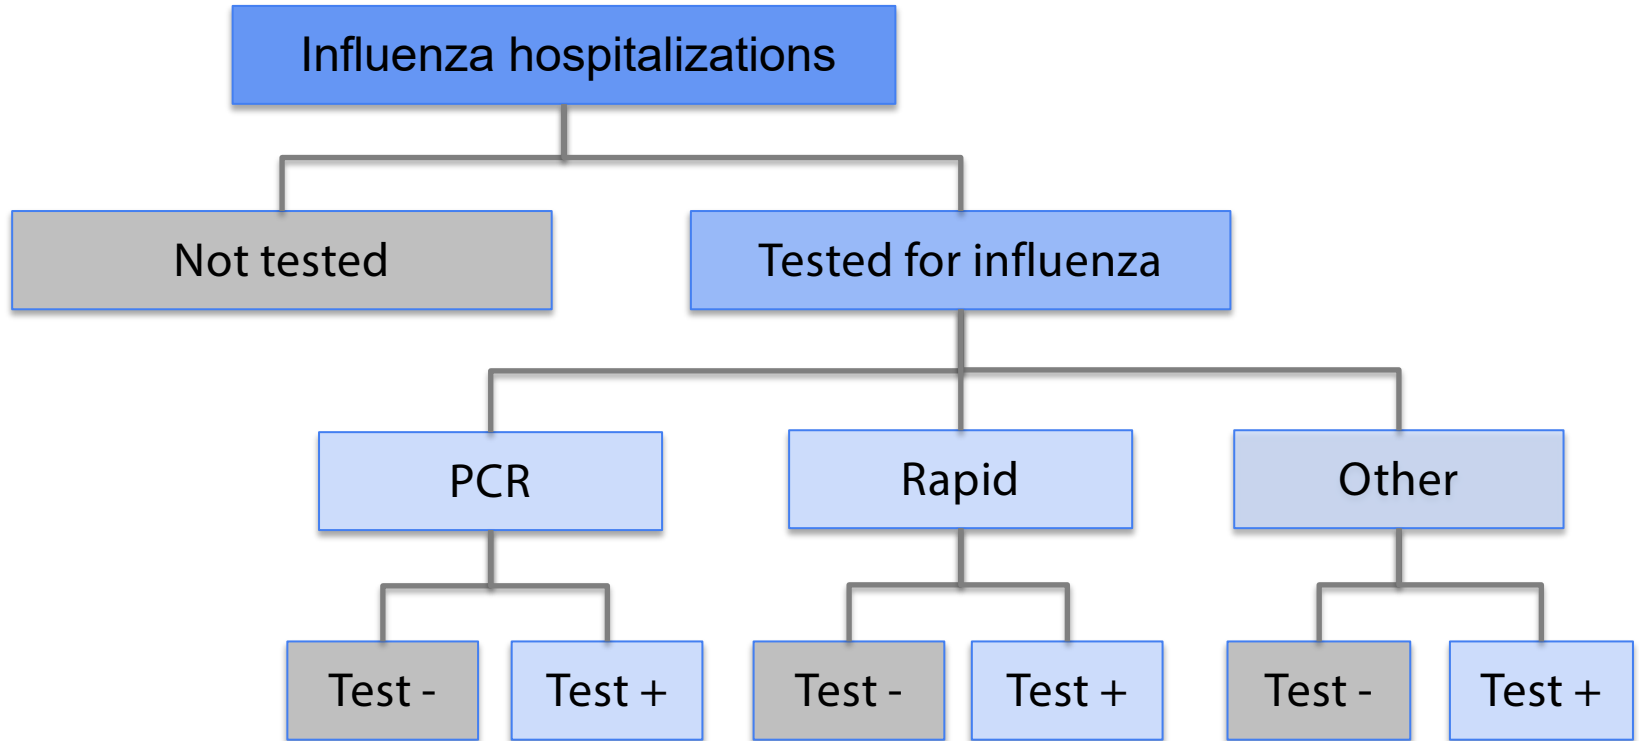 Influenza hospitalizations
Not tested
Tested for influenza
PCR
Rapid
Other
Test -
Test +
Test -
Test +
Test -
Test +